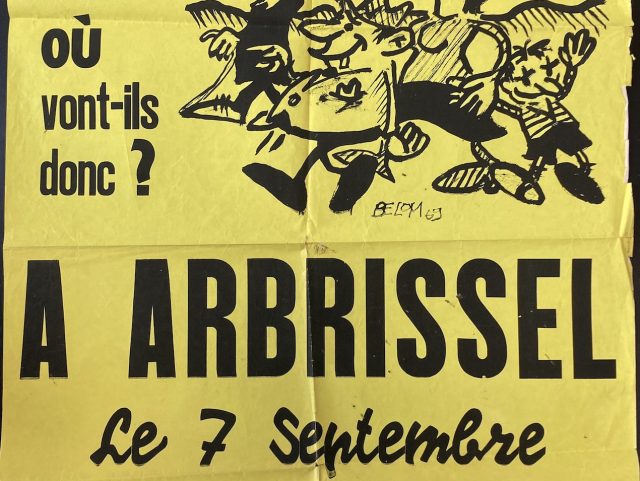 où
vont-ils
donc ?
BELOM 69
A ARBRISSEL
Le 7 Septembre